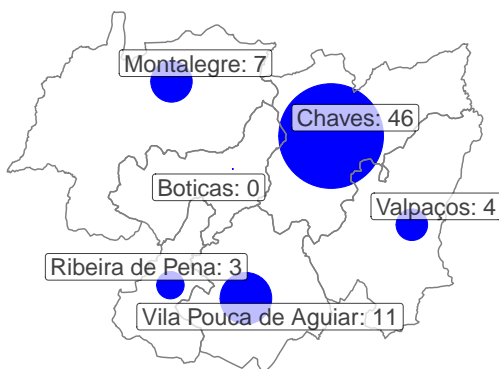 Montalegre: 7
Chaves: 46
Boticas: 0
Valpaços: 4
Ribeira de Pena: 3
Vila Pouca de Aguiar: 11